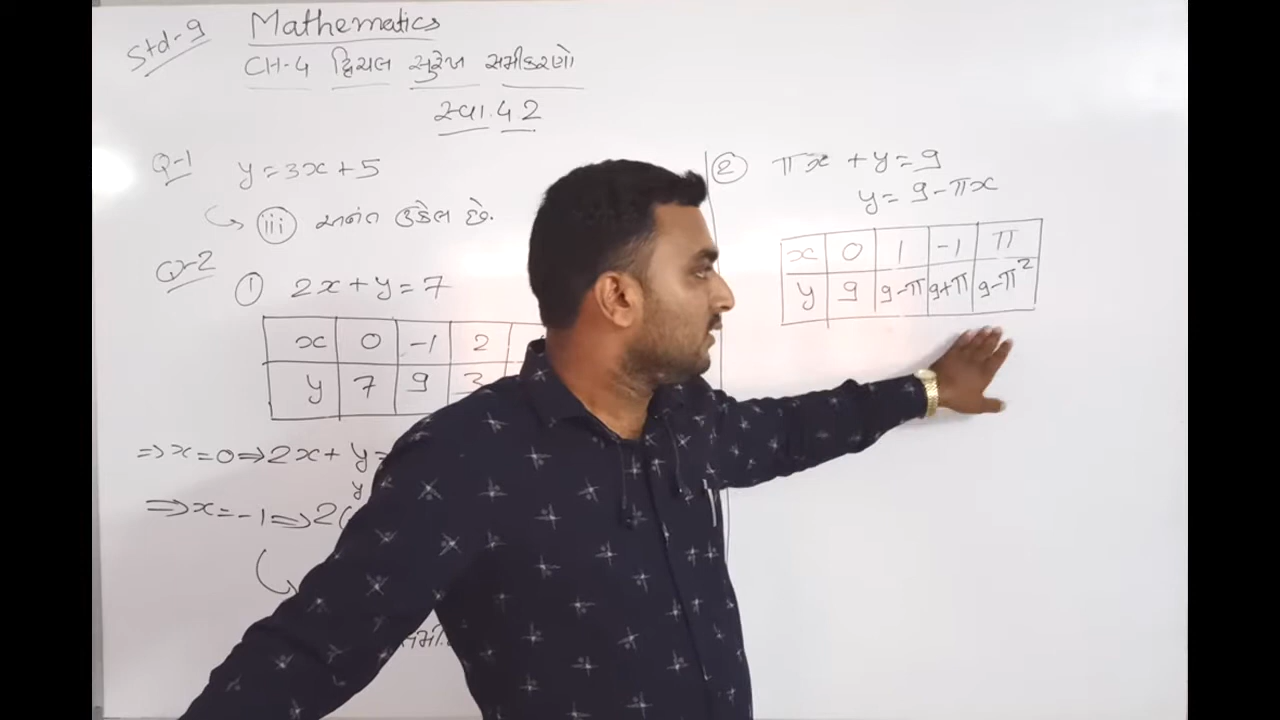 Std-9
Mathematics
CH-4 દ્વિચલ સુરેખ સમીકરણો
સ્વા. 4.2
Q-1 y = 3x + 5
(iii) અનંત ઉકેલ છે.
Q-2
① 2x + y = 7
x 0 -1 2
y 7 9 3
⇒ x = 0 ⇒ 2x + y =
y
⇒ x = -1 ⇒ 2(
② πx + y = 9
y = 9 - πx
x 0 1 -1 π
y 9 9-π 9+π 9-π²